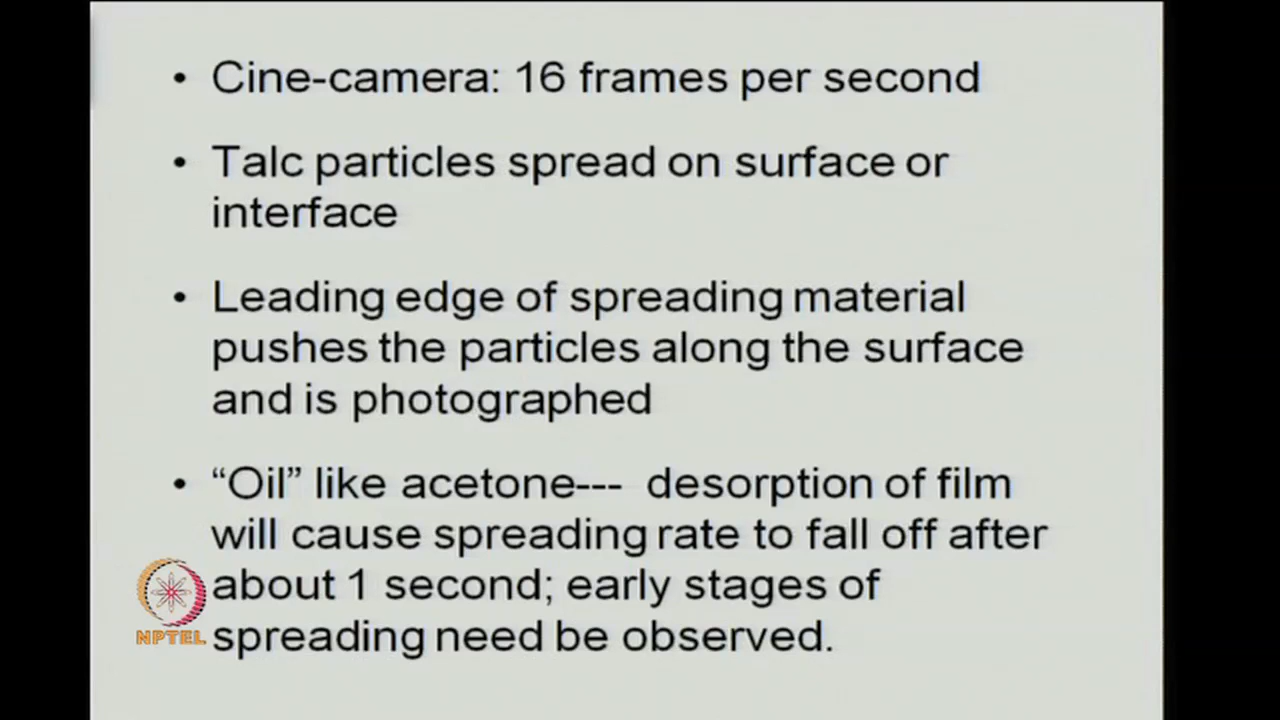 • Cine-camera: 16 frames per second
• Talc particles spread on surface or
interface
• Leading edge of spreading material
pushes the particles along the surface
and is photographed
• “Oil” like acetone--- desorption of film
will cause spreading rate to fall off after
about 1 second; early stages of
spreading need be observed.
NPTEL